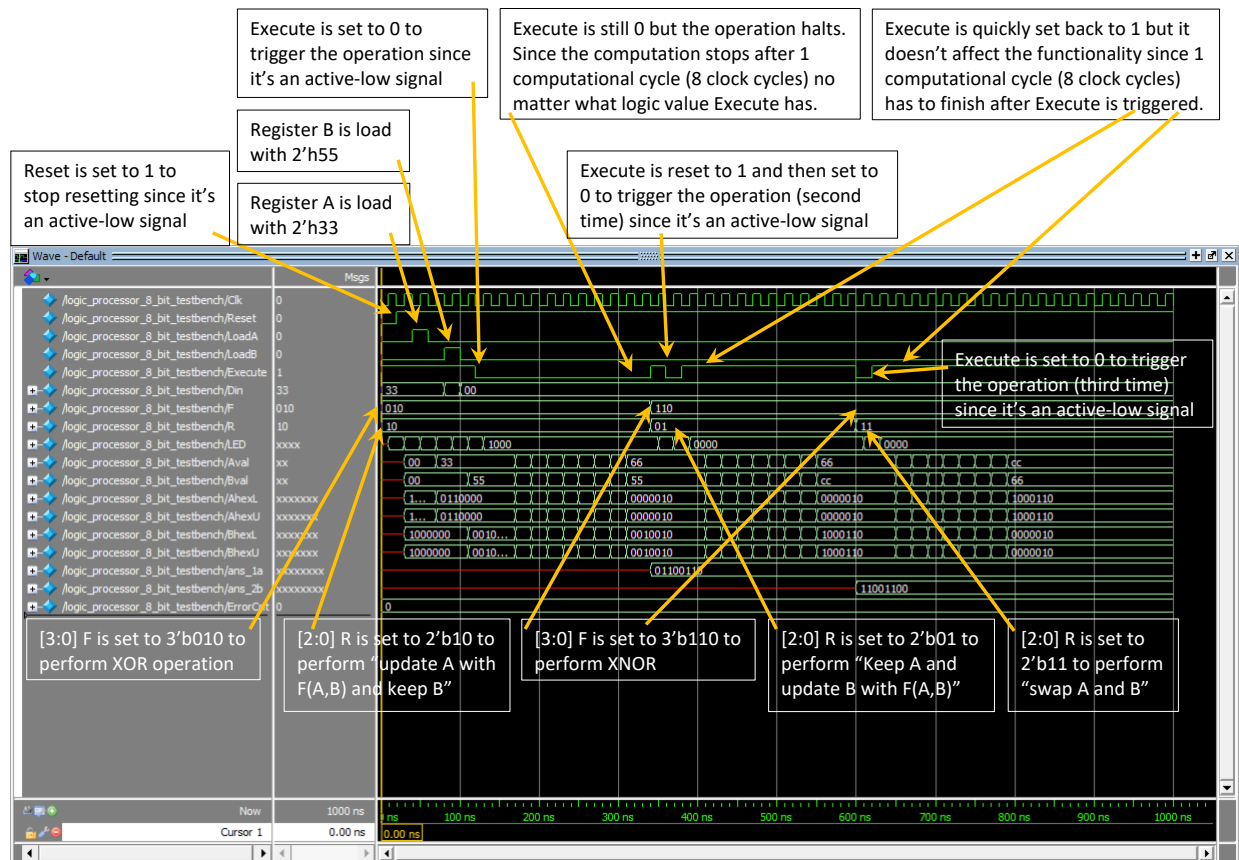 Execute is set to 0 to
trigger the operation since
it's an active-low signal
Execute is still 0 but the operation halts.
Since the computation stops after 1
computational cycle (8 clock cycles) no
matter what logic value Execute has.
Execute is quickly set back to 1 but it
doesn't affect the functionality since 1
computational cycle (8 clock cycles)
has to finish after Execute is triggered.
Register B is load
with 2'h55
Reset is set to 1 to
stop resetting since it's
an active-low signal
Register A is load
with 2'h33
Execute is reset to 1 and then set to
0 to trigger the operation (second
time) since it's an active-low signal
Wave - Default
Msgs
/logic_processor_8_bit_testbench/Clk 0
/logic_processor_8_bit_testbench/Reset 0
/logic_processor_8_bit_testbench/LoadA 0
/logic_processor_8_bit_testbench/LoadB 0
/logic_processor_8_bit_testbench/Execute 1
/logic_processor_8_bit_testbench/Din 33 33 00
/logic_processor_8_bit_testbench/F 010 010 110
/logic_processor_8_bit_testbench/R 10 10 01 11
/logic_processor_8_bit_testbench/LED xxxx 1000 0000 0000
/logic_processor_8_bit_testbench/Aval xx 00 33 66 66 cc
/logic_processor_8_bit_testbench/Bval xx 00 55 55 cc 66
/logic_processor_8_bit_testbench/AhexL xxxxxxx 1... 0110000 0000010 0000010 1000110
/logic_processor_8_bit_testbench/AhexU xxxxxxx 1... 0110000 0000010 0000010 1000110
/logic_processor_8_bit_testbench/BhexL xxxxxxx 1000000 0010... 0010010 1000110 0000010
/logic_processor_8_bit_testbench/BhexU xxxxxxx 1000000 0010... 0010010 1000110 0000010
/logic_processor_8_bit_testbench/ans_1a xxxxxxxx 01100110
/logic_processor_8_bit_testbench/ans_2b xxxxxxxx 11001100
/logic_processor_8_bit_testbench/ErrorCnt 0 0
Execute is set to 0 to trigger
the operation (third time)
since it's an active-low signal
[3:0] F is set to 3'b010 to
perform XOR operation
[2:0] R is set to 2'b10 to
perform “update A with
F(A,B) and keep B”
[3:0] F is set to 3'b110 to
perform XNOR
[2:0] R is set to 2'b01 to
perform “Keep A and
update B with F(A,B)”
[2:0] R is set to
2'b11 to perform
“swap A and B”
Now 1000 ns ns 100 ns 200 ns 300 ns 400 ns 500 ns 600 ns 700 ns 800 ns 900 ns 1000 ns
Cursor 1 0.00 ns 0.00 ns